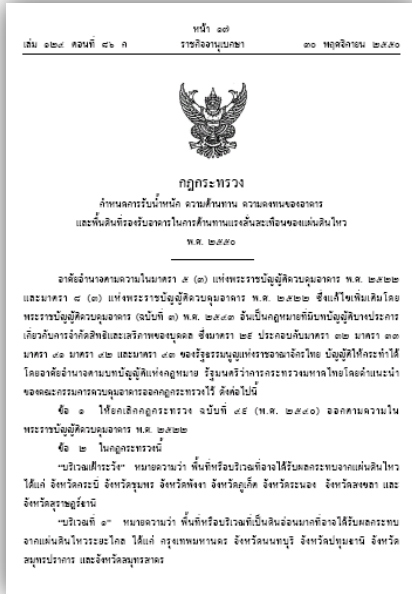 หน้า ๑๗
เล่ม ๑๒๔ ตอนที่ ๘๖ ก ราชกิจจานุเบกษา ๓๐ พฤศจิกายน ๒๕๕๐
กฎกระทรวง
กำหนดการรับน้ำหนัก ความต้านทาน ความคงทนของอาคาร
และพื้นดินที่รองรับอาคารในการต้านทานแรงสั่นสะเทือนของแผ่นดินไหว
พ.ศ. ๒๕๕๐
อาศัยอำนาจตามความในมาตรา ๕ (๓) แห่งพระราชบัญญัติควบคุมอาคาร พ.ศ. ๒๕๒๒
และมาตรา ๘ (๓) แห่งพระราชบัญญัติควบคุมอาคาร พ.ศ. ๒๕๒๒ ซึ่งแก้ไขเพิ่มเติมโดย
พระราชบัญญัติควบคุมอาคาร (ฉบับที่ ๓) พ.ศ. ๒๕๔๓ อันเป็นกฎหมายที่มีบทบัญญัติบางประการ
เกี่ยวกับการจำกัดสิทธิและเสรีภาพของบุคคล ซึ่งมาตรา ๒๙ ประกอบกับมาตรา ๓๒ มาตรา ๓๓
มาตรา ๔๑ มาตรา ๔๒ และมาตรา ๔๓ ของรัฐธรรมนูญแห่งราชอาณาจักรไทย บัญญัติให้กระทำได้
โดยอาศัยอำนาจตามบทบัญญัติแห่งกฎหมาย รัฐมนตรีว่าการกระทรวงมหาดไทยโดยคำแนะนำ
ของคณะกรรมการควบคุมอาคารออกกฎกระทรวงไว้ ดังต่อไปนี้
ข้อ ๑ ให้ยกเลิกกฎกระทรวง ฉบับที่ ๔๙ (พ.ศ. ๒๕๔๐) ออกตามความใน
พระราชบัญญัติควบคุมอาคาร พ.ศ. ๒๕๒๒
ข้อ ๒ ในกฎกระทรวงนี้
“บริเวณเฝ้าระวัง” หมายความว่า พื้นที่หรือบริเวณที่อาจได้รับผลกระทบจากแผ่นดินไหว
ได้แก่ จังหวัดกระบี่ จังหวัดชุมพร จังหวัดพังงา จังหวัดภูเก็ต จังหวัดระนอง จังหวัดสงขลา และ
จังหวัดสุราษฎร์ธานี
“บริเวณที่ ๑” หมายความว่า พื้นที่หรือบริเวณที่เป็นดินอ่อนมากที่อาจได้รับผลกระทบ
จากแผ่นดินไหวระยะไกล ได้แก่ กรุงเทพมหานคร จังหวัดนนทบุรี จังหวัดปทุมธานี จังหวัด
สมุทรปราการ และจังหวัดสมุทรสาคร